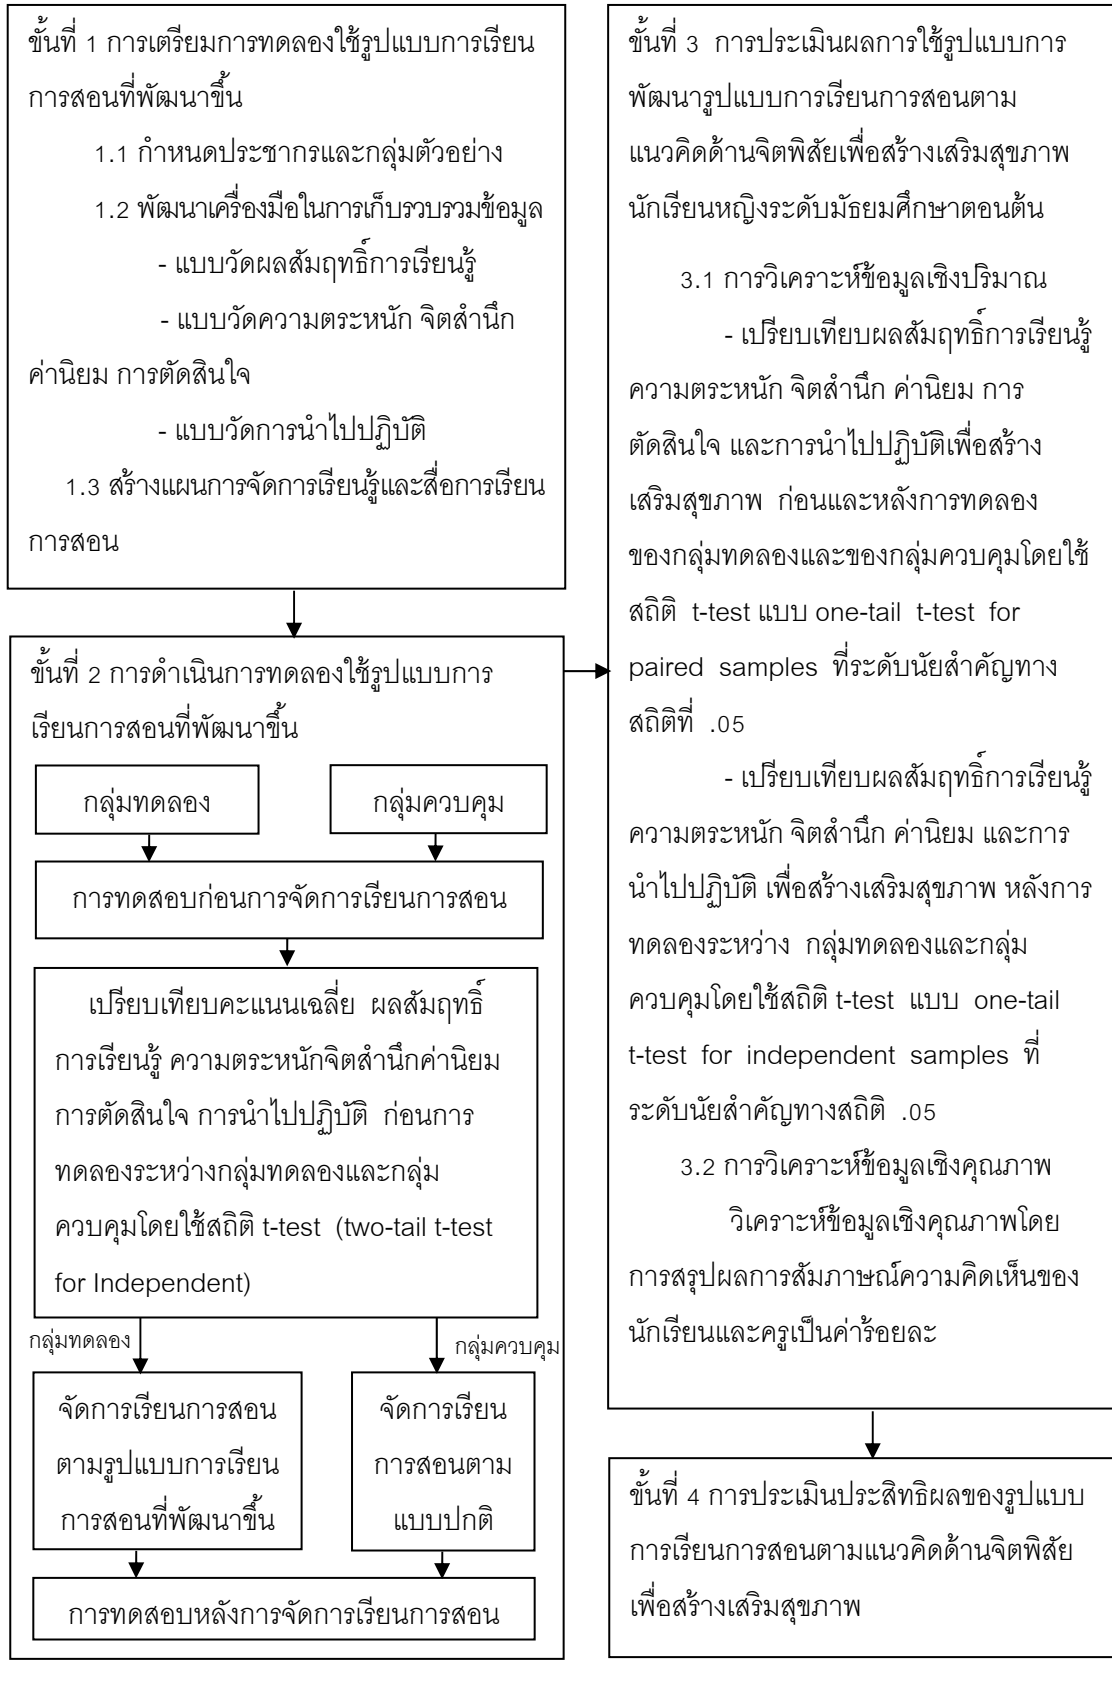 ขั้นที่ 1 การเตรียมการทดลองใช้รูปแบบการเรียน
การสอนที่พัฒนาขึ้น
1.1 กำหนดประชากรและกลุ่มตัวอย่าง
1.2 พัฒนาเครื่องมือในการเก็บรวบรวมข้อมูล
- แบบวัดผลสัมฤทธิ์การเรียนรู้
- แบบวัดความตระหนัก จิตสำนึก
ค่านิยม การตัดสินใจ
- แบบวัดการนำไปปฏิบัติ
1.3 สร้างแผนการจัดการเรียนรู้และสื่อการเรียน
การสอน
ขั้นที่ 2 การดำเนินการทดลองใช้รูปแบบการ
เรียนการสอนที่พัฒนาขึ้น
กลุ่มทดลอง
กลุ่มควบคุม
การทดสอบก่อนการจัดการเรียนการสอน
เปรียบเทียบคะแนนเฉลี่ย ผลสัมฤทธิ์
การเรียนรู้ ความตระหนักจิตสำนึกค่านิยม
การตัดสินใจ การนำไปปฏิบัติ ก่อนการ
ทดลองระหว่างกลุ่มทดลองและกลุ่ม
ควบคุมโดยใช้สถิติ t-test (two-tail t-test
for Independent)
กลุ่มทดลอง
กลุ่มควบคุม
จัดการเรียนการสอน
ตามรูปแบบการเรียน
การสอนที่พัฒนาขึ้น
จัดการเรียน
การสอนตาม
แบบปกติ
การทดสอบหลังการจัดการเรียนการสอน
ขั้นที่ 3 การประเมินผลการใช้รูปแบบการ
พัฒนารูปแบบการเรียนการสอนตาม
แนวคิดด้านจิตพิสัยเพื่อสร้างเสริมสุขภาพ
นักเรียนหญิงระดับมัธยมศึกษาตอนต้น
3.1 การวิเคราะห์ข้อมูลเชิงปริมาณ
- เปรียบเทียบผลสัมฤทธิ์การเรียนรู้
ความตระหนัก จิตสำนึก ค่านิยม การ
ตัดสินใจ และการนำไปปฏิบัติเพื่อสร้าง
เสริมสุขภาพ ก่อนและหลังการทดลอง
ของกลุ่มทดลองและของกลุ่มควบคุมโดยใช้
สถิติ t-test แบบ one-tail t-test for
paired samples ที่ระดับนัยสำคัญทาง
สถิติที่ .05
- เปรียบเทียบผลสัมฤทธิ์การเรียนรู้
ความตระหนัก จิตสำนึก ค่านิยม และการ
นำไปปฏิบัติ เพื่อสร้างเสริมสุขภาพ หลังการ
ทดลองระหว่าง กลุ่มทดลองและกลุ่ม
ควบคุมโดยใช้สถิติ t-test แบบ one-tail
t-test for independent samples ที่
ระดับนัยสำคัญทางสถิติ .05
3.2 การวิเคราะห์ข้อมูลเชิงคุณภาพ
วิเคราะห์ข้อมูลเชิงคุณภาพโดย
การสรุปผลการสัมภาษณ์ความคิดเห็นของ
นักเรียนและครูเป็นค่าร้อยละ
ขั้นที่ 4 การประเมินประสิทธิผลของรูปแบบ
การเรียนการสอนตามแนวคิดด้านจิตพิสัย
เพื่อสร้างเสริมสุขภาพ